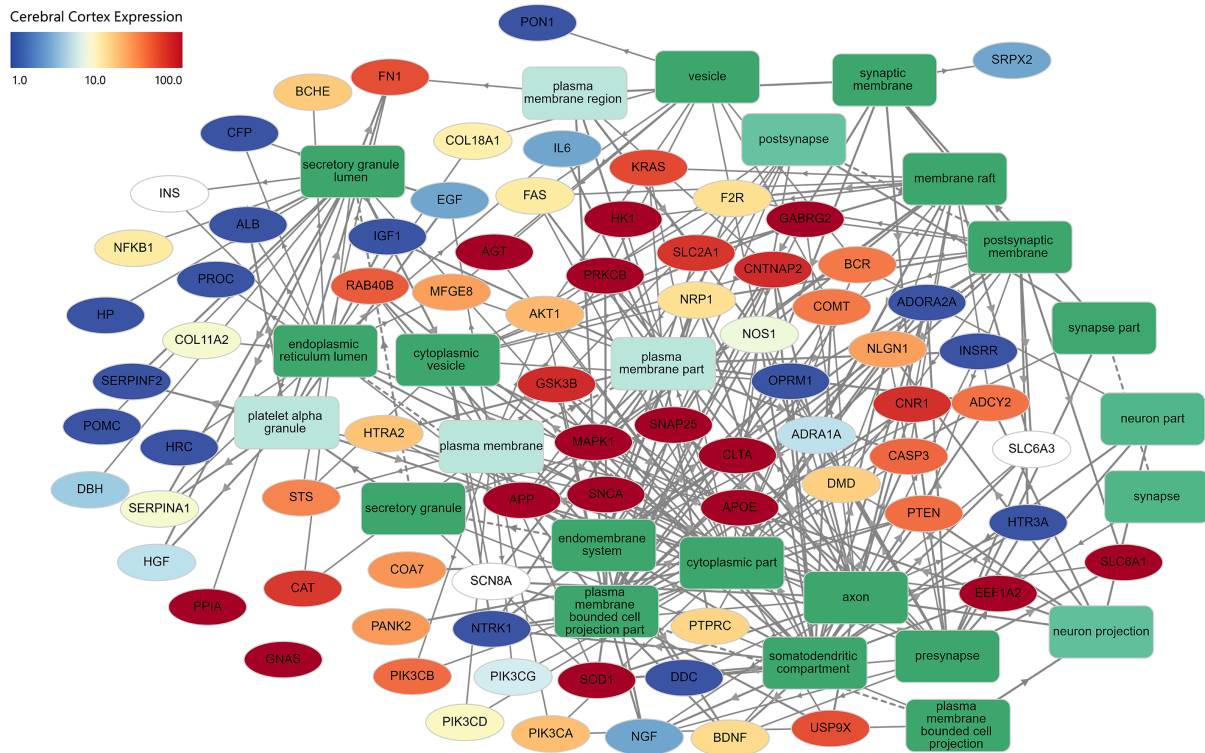 Cerebral Cortex Expression
1.0
10.0
100.0
PON1
SRPX2
FN1
BCHE
plasma
membrane region
vesicle
synaptic
membrane
CFP
COL18A1
IL6
postsynapse
secretory granule
lumen
KRAS
membrane raft
INS
EGF
FAS
F2R
HK1
GABRG2
ALB
IGF1
NFKB1
AGT
SLC2A1
postsynaptic
membrane
PROC
RAB40B
MFGE8
PRKCB
CNTNAP2
BCR
HP
AKT1
NRP1
COMT
ADORA2A
COL11A2
endoplasmic
reticulum lumen
cytoplasmic
vesicle
plasma
membrane part
NOS1
NLGN1
INSRR
synapse part
SERPINF2
GSK3B
OPRM1
POMC
platelet alpha
granule
CNR1
ADCY2
neuron part
HRC
HTRA2
plasma membrane
MAPK1
SNAP25
ADRA1A
SLC6A3
CLTA
CASP3
DBH
STS
DMD
SERPINA1
secretory granule
APP
SNCA
APOE
PTEN
synapse
HTR3A
HGF
endomembrane
system
COA7
SCN8A
cytoplasmic part
SLC6A1
CAT
PPIA
plasma
membrane
bounded cell
projection part
axon
EEF1A2
PANK2
NTRK1
PTPRC
neuron projection
GNAS
PIK3CB
PIK3CG
SOD1
DDC
somatodendritic
compartment
presynapse
PIK3CD
PIK3CA
NGF
BDNF
USP9X
plasma
membrane
bounded cell
projection